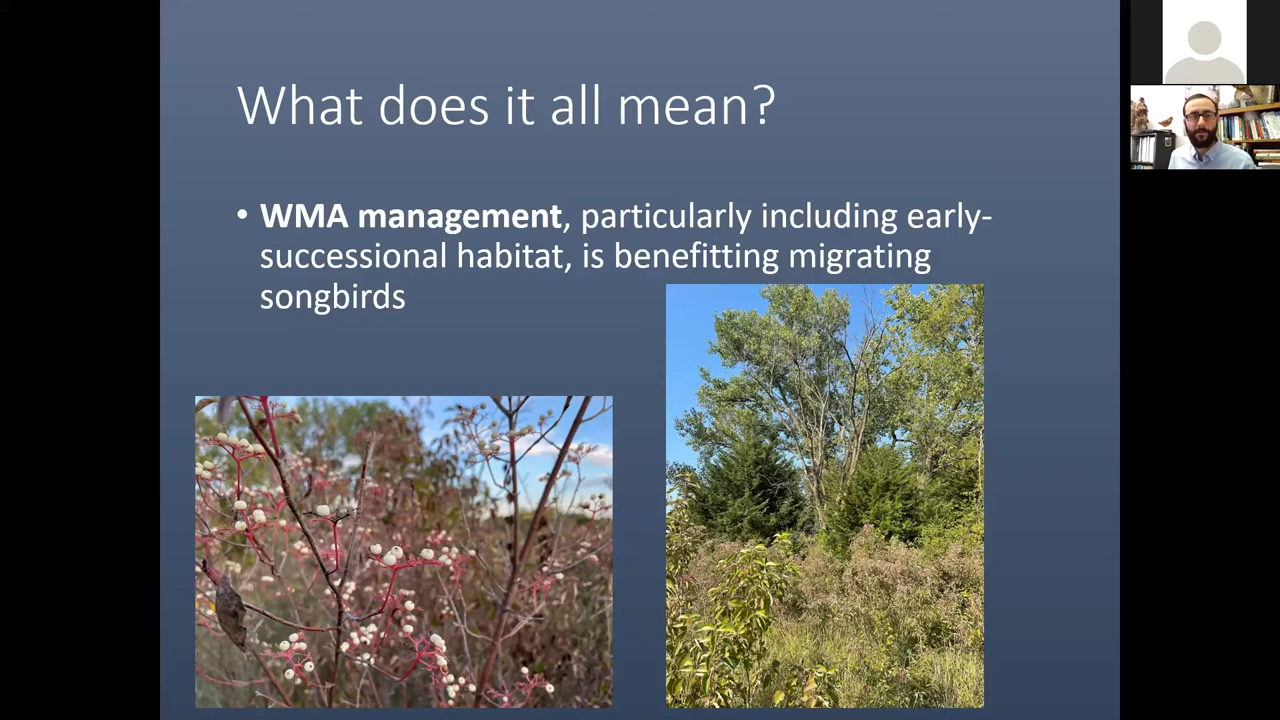 What does it all mean?
• WMA management, particularly including early-
successional habitat, is benefitting migrating
songbirds